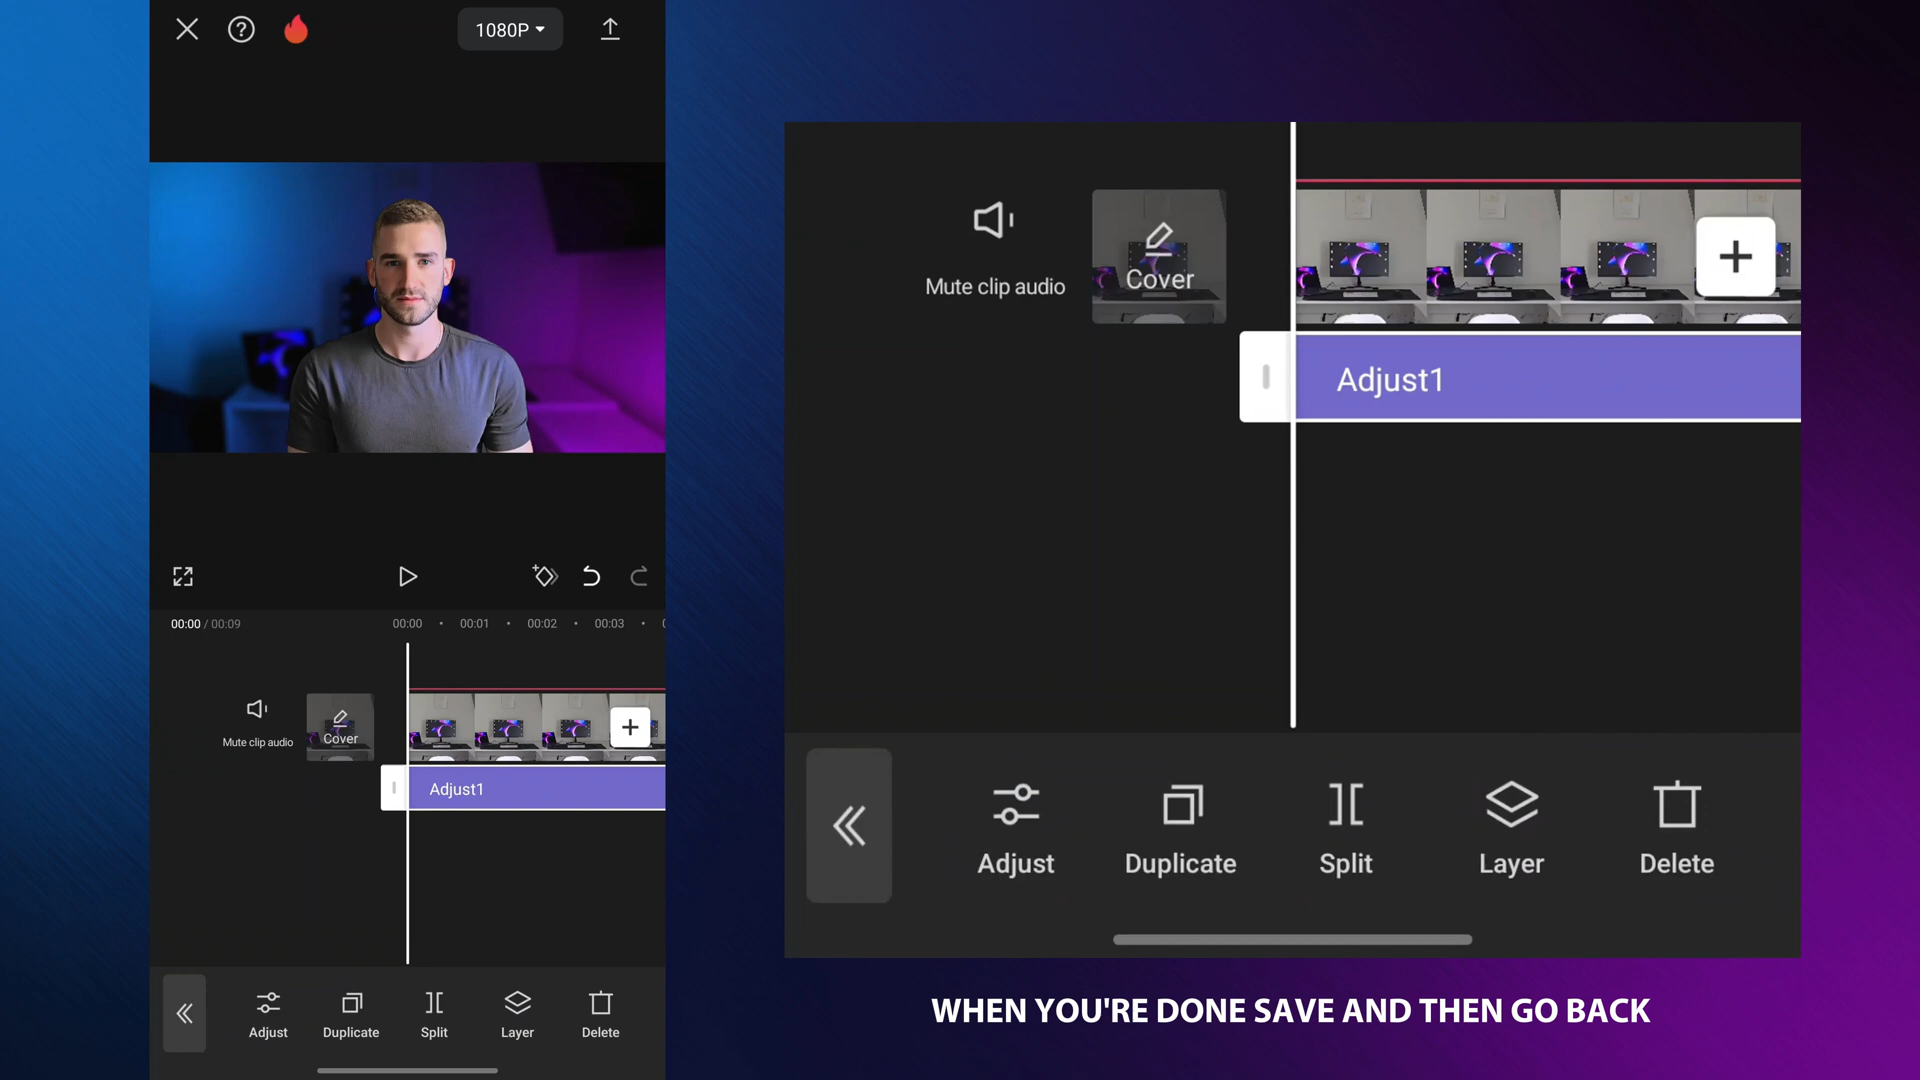 1080P
00:00 / 00:09
00:00 00:01 00:02 00:03
Mute clip audio
Cover
Adjust1
Adjust
Duplicate
Split
Layer
Delete
Mute clip audio
Cover
Adjust1
Adjust
Duplicate
Split
Layer
Delete
WHEN YOU'RE DONE SAVE AND THEN GO BACK